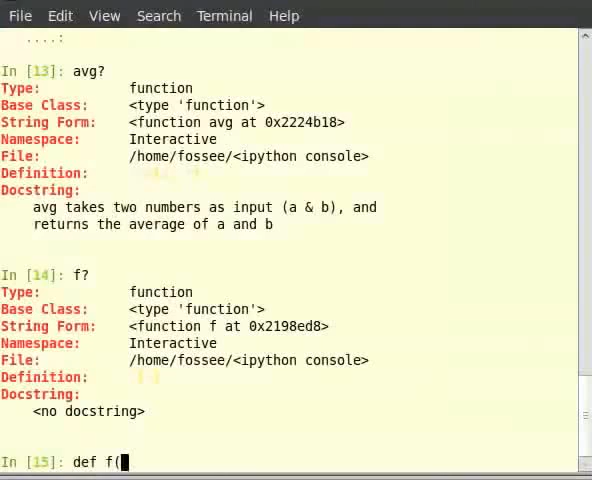 File Edit View Search Terminal Help
....:
In [13]: avg?
Type: function
Base Class: <type 'function'>
String Form: <function avg at 0x2224b18>
Namespace: Interactive
File: /home/fossee/<ipython console>
Definition:
Docstring:
avg takes two numbers as input (a & b), and
returns the average of a and b
In [14]: f?
Type: function
Base Class: <type 'function'>
String Form: <function f at 0x2198ed8>
Namespace: Interactive
File: /home/fossee/<ipython console>
Definition:
Docstring:
<no docstring>
In [15]: def f(